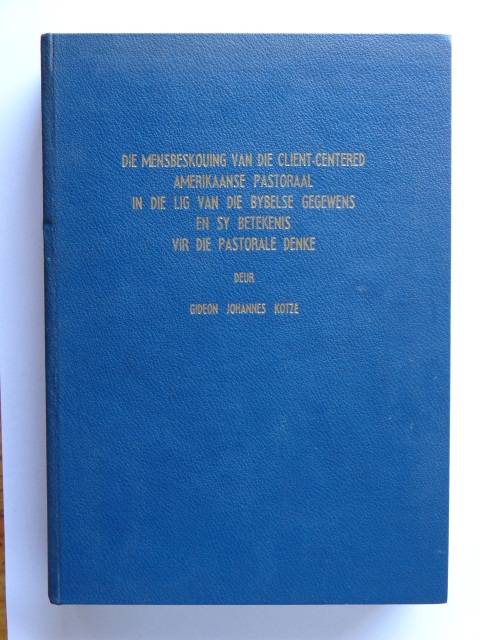 DIE MENSBESKOUING VAN DIE CLIENT-CENTERED
AMERIKAANSE PASTORAAL
IN DIE LIG VAN DIE BYBELSE GEGEWENS
EN SY BETEKENIS
VIR DIE PASTORALE DENKE
DEUR
GIDEON JOHANNES KOTZE